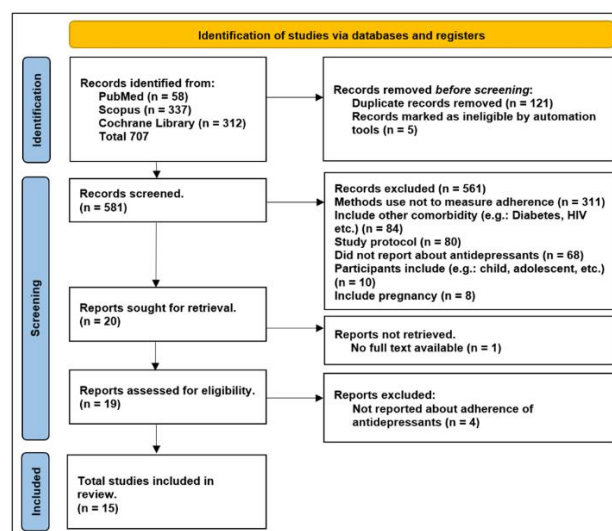 Identification of studies via databases and registers
Identification
Records identified from:
PubMed (n = 58)
Scopus (n = 337)
Cochrane Library (n = 312)
Total 707
Records removed before screening:
Duplicate records removed (n = 121)
Records marked as ineligible by automation
tools (n = 5)
Screening
Records screened.
(n = 581)
Records excluded (n = 561)
Methods use not to measure adherence (n = 311)
Include other comorbidity (e.g.: Diabetes, HIV
etc.) (n = 84)
Study protocol (n = 80)
Did not report about antidepressants (n = 68)
Participants include (e.g.: child, adolescent, etc.)
(n = 10)
Include pregnancy (n = 8)
Reports sought for retrieval.
(n = 20)
Reports not retrieved.
No full text available (n = 1)
Reports assessed for eligibility.
(n = 19)
Reports excluded:
Not reported about adherence of
antidepressants (n = 4)
Included
Total studies included in
review.
(n = 15)